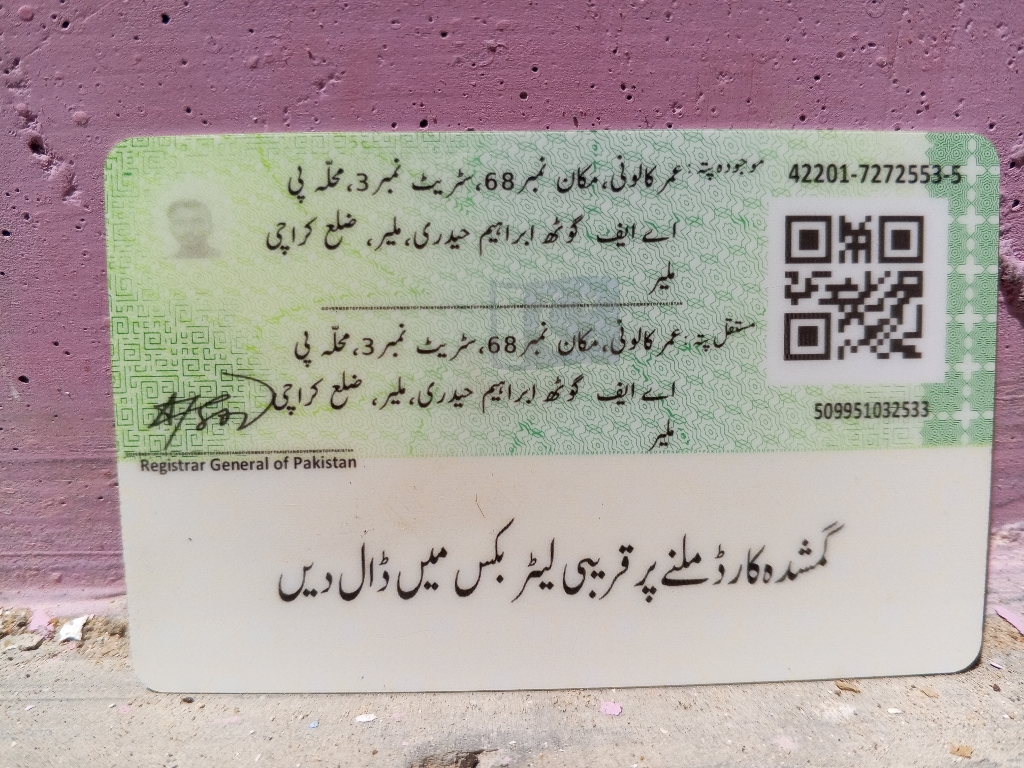 42201-7272553-5
موجودہ پتہ: عمر کالونی، مکان نمبر 68، سٹریٹ نمبر 3، محلّہ پی
اے ایف گوٹھ ابراہیم حیدری، ملیر، ضلع کراچی
ملیر
مستقل پتہ: عمر کالونی، مکان نمبر 68، سٹریٹ نمبر 3، محلّہ پی
اے ایف گوٹھ ابراہیم حیدری، ملیر، ضلع کراچی
ملیر
509951032533
Registrar General of Pakistan
گمشدہ کارڈ ملنے پر قریبی لیٹر بکس میں ڈال دیں